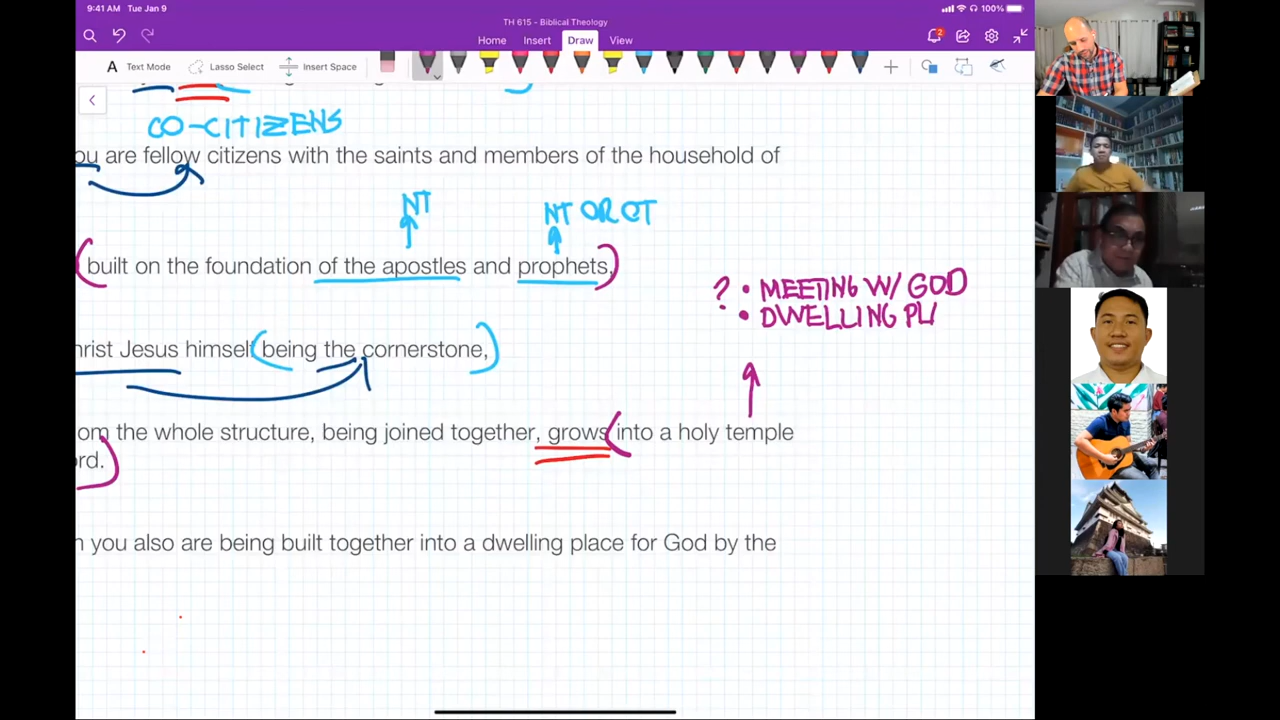 9:41 AM Tue Jan 9
100%
TH 615 - Biblical Theology
Home Insert Draw View
2
A Text Mode Lasso Select Insert Space
CO-CITIZENS
ou are fellow citizens with the saints and members of the household of
NT
NT OR OT
built on the foundation of the apostles and prophets,
? • MEETING W/ GOD
• DWELLING PL
hrist Jesus himself being the cornerstone,
om the whole structure, being joined together, grows into a holy temple
ord.
you also are being built together into a dwelling place for God by the